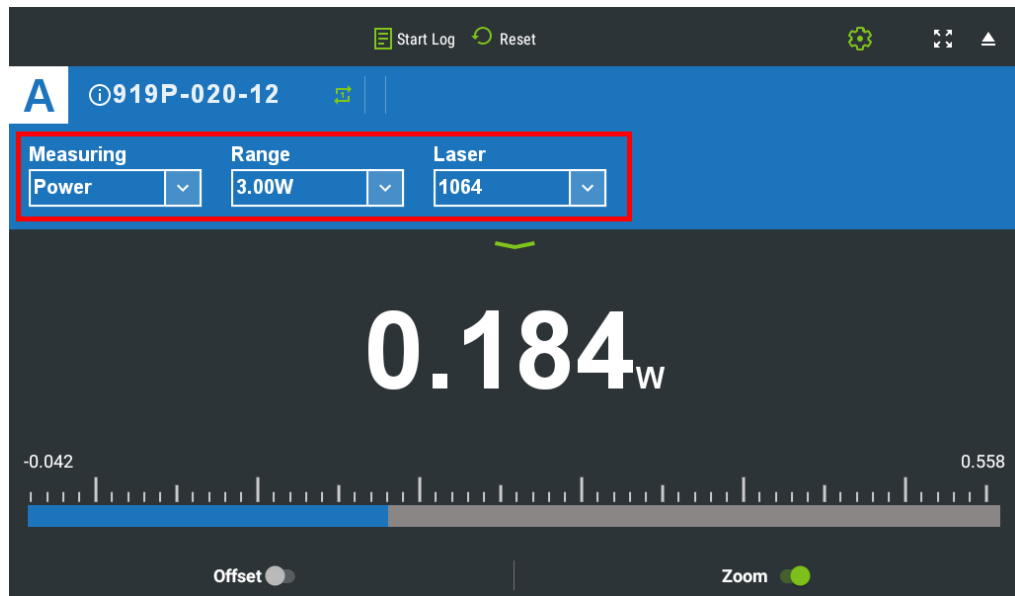 Start Log Reset
A 919P-020-12
Measuring Range Laser
Power 3.00W 1064
0.184W
-0.042 0.558
Offset Zoom